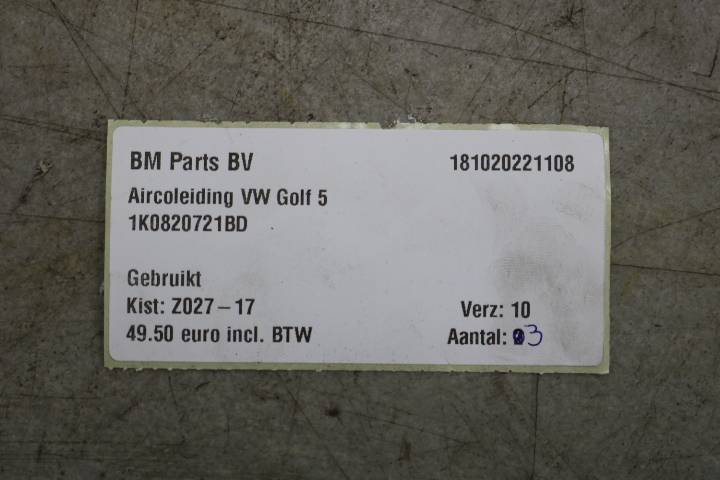 BM Parts BV 181020221108
Aircoleiding VW Golf 5
1K0820721BD
Gebruikt
Kist: Z027-17 Verz: 10
49.50 euro incl. BTW Aantal: 3